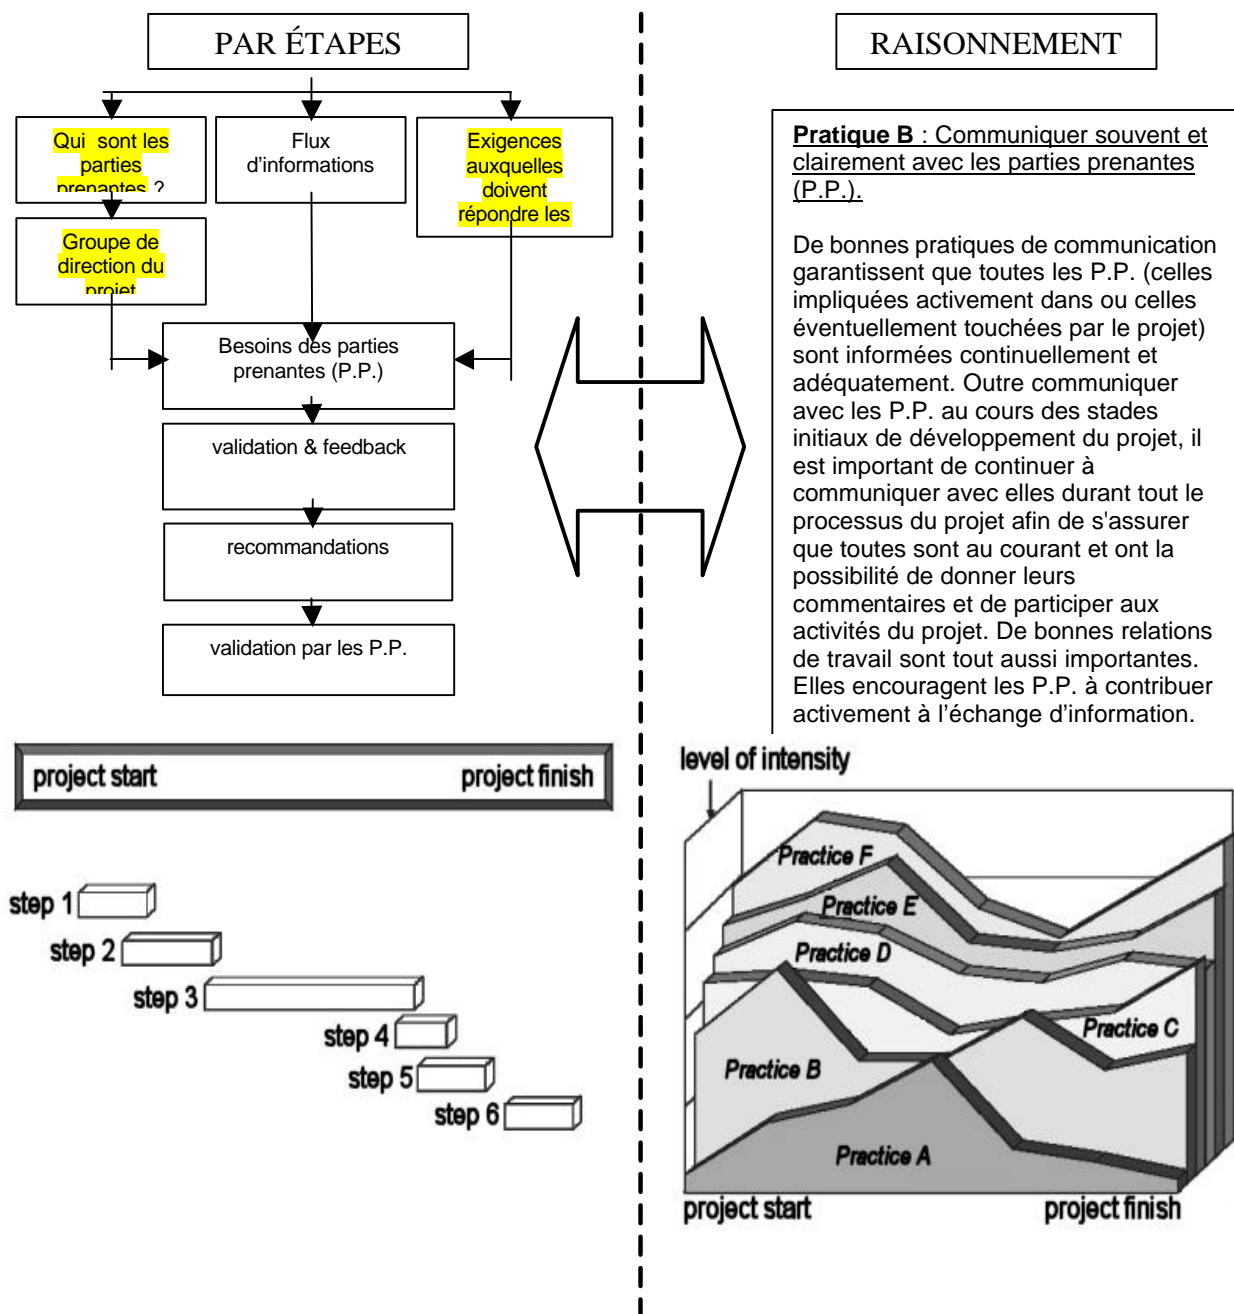 PAR ÉTAPES
Qui sont les
parties
prenantes ?
Flux
d'informations
Exigences
auxquelles
doivent
répondre les
Groupe de
direction du
projet
Besoins des parties
prenantes (P.P.)
validation & feedback
recommandations
validation par les P.P.
project start
project finish
step 1
step 2
step 3
step 4
step 5
step 6
RAISONNEMENT
Pratique B : Communiquer souvent et
clairement avec les parties prenantes
(P.P.).
De bonnes pratiques de communication
garantissent que toutes les P.P. (celles
impliquées activement dans ou celles
éventuellement touchées par le projet)
sont informées continuellement et
adéquatement. Outre communiquer
avec les P.P. au cours des stades
initiaux de développement du projet, il
est important de continuer à
communiquer avec elles durant tout le
processus du projet afin de s'assurer
que toutes sont au courant et ont la
possibilité de donner leurs
commentaires et de participer aux
activités du projet. De bonnes relations
de travail sont tout aussi importantes.
Elles encouragent les P.P. à contribuer
activement à l'échange d'information.
level of intensity
Practice F
Practice E
Practice D
Practice C
Practice B
Practice A
project start
project finish